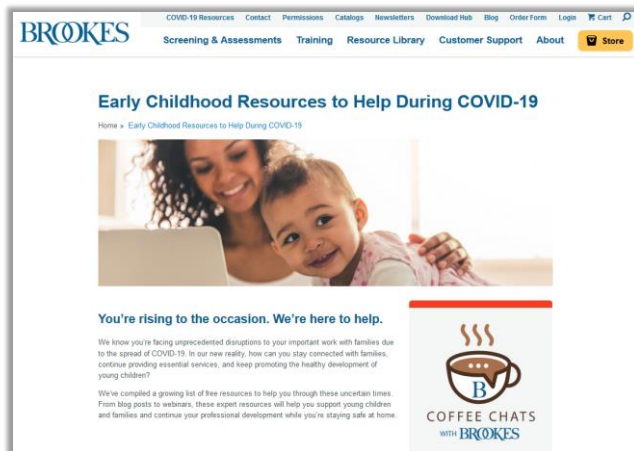 COVID-19 Resources Contact Permissions Catalogs Newsletters Download Hub Blog Order Form Login Cart
BROOKES
Screening & Assessments Training Resource Library Customer Support About Store
Early Childhood Resources to Help During COVID-19
Home » Early Childhood Resources to Help During COVID-19
You're rising to the occasion. We're here to help.
We know you're facing unprecedented disruptions to your important work with families due
to the spread of COVID-19. In our new reality, how can you stay connected with families,
continue providing essential services, and keep promoting the healthy development of
young children?
We've compiled a growing list of free resources to help you through these uncertain times.
From blog posts to webinars, these expert resources will help you support young children
and families and continue your professional development while you're staying safe at home.
B
COFFEE CHATS
WITH BROOKES